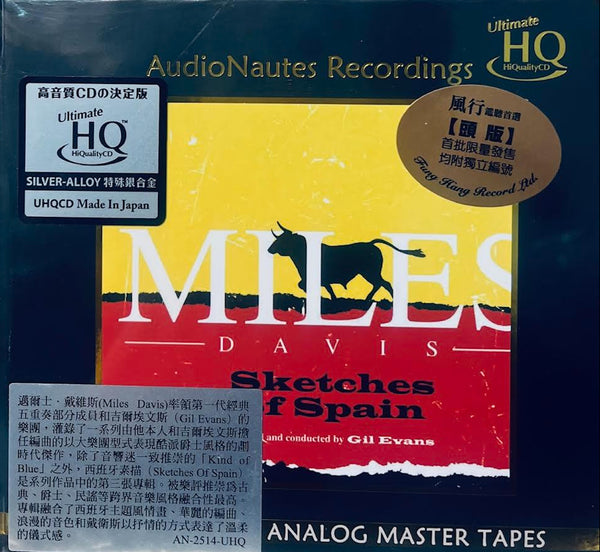 Ultimate
HQ
HiQualityCD
AudioNautes Recordings
高音質CDの決定版
Ultimate
HQ™
HiQualityCD
SILVER-ALLOY 特殊銀合金
UHQCD Made In Japan
風行鑑聽首選
【頭版】
首批限量發售
均附獨立編號
Fung Hang Record Ltd.
MILES
DAVIS
Sketches
of Spain
and conducted by Gil Evans
邁爾士．戴維斯(Miles Davis)率領第一代經典
五重奏部分成員和吉爾埃文斯（Gil Evans）的
樂團，灌錄了一系列由他本人和吉爾埃文斯擔
任編曲的以大樂團型式表現酷派爵士風格的劃
時代傑作，除了音響迷一致推崇的「Kind of
Blue」之外，西班牙素描（Sketches Of Spain）
是系列作品中的第三張專輯。被樂評推崇為古
典、爵士、民謠等跨界音樂風格融合性最高。
專輯融合了西班牙主題風情畫、華麗的編曲、
浪漫的音色和戴衛斯以抒情的方式表達了溫柔
的儀式感。
AN-2514-UHQ
ANALOG MASTER TAPES